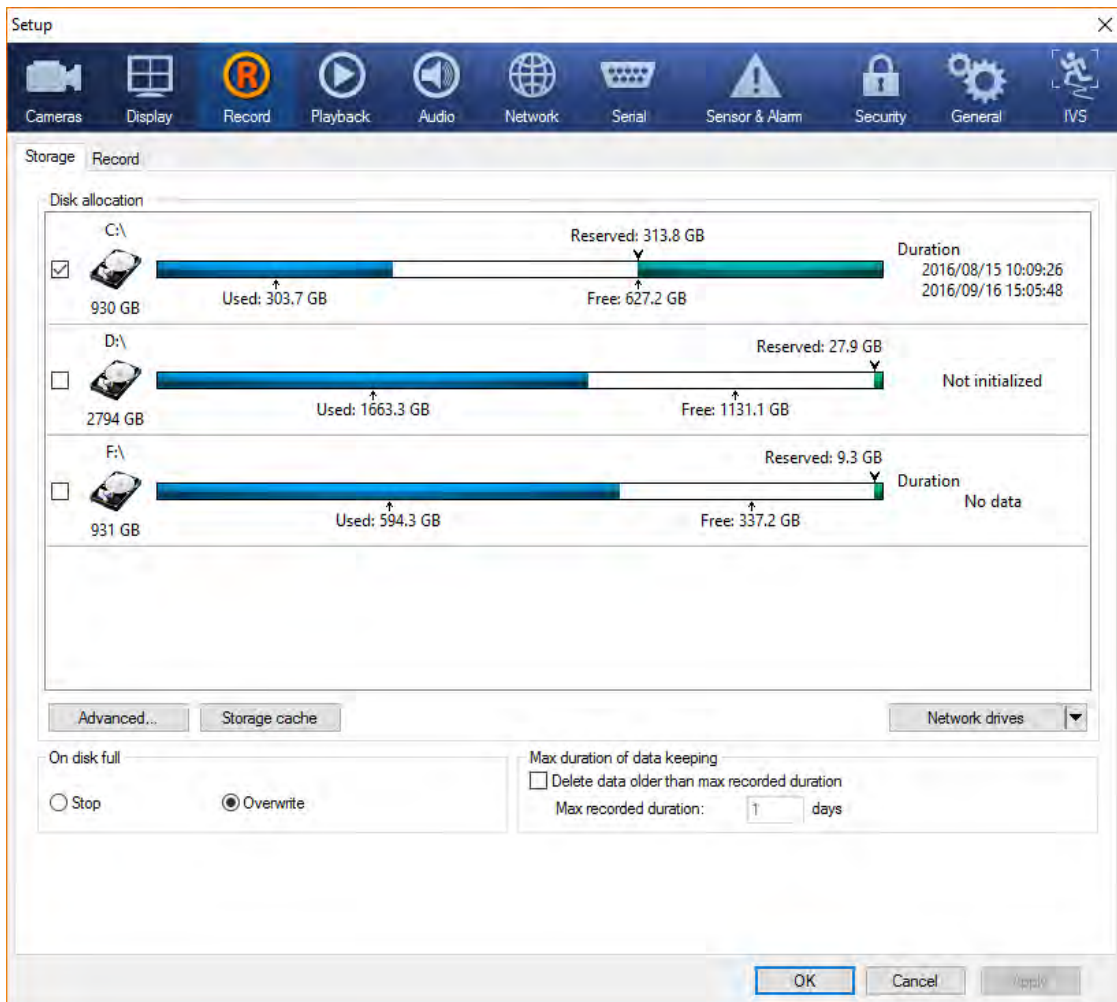 Setup
Cameras Display Record Playback Audio Network Serial Sensor & Alarm Security General IVS
Storage Record
Disk allocation
C:\
Reserved: 313.8 GB
Duration
2016/08/15 10:09:26
2016/09/16 15:05:48
Used: 303.7 GB
Free: 627.2 GB
930 GB
D:\
Reserved: 27.9 GB
Not initialized
Used: 1663.3 GB
Free: 1131.1 GB
2794 GB
F:\
Reserved: 9.3 GB
Duration
No data
Used: 594.3 GB
Free: 337.2 GB
931 GB
Advanced... Storage cache Network drives
On disk full
Stop Overwrite
Max duration of data keeping
Delete data older than max recorded duration
Max recorded duration: 1 days
OK Cancel Apply